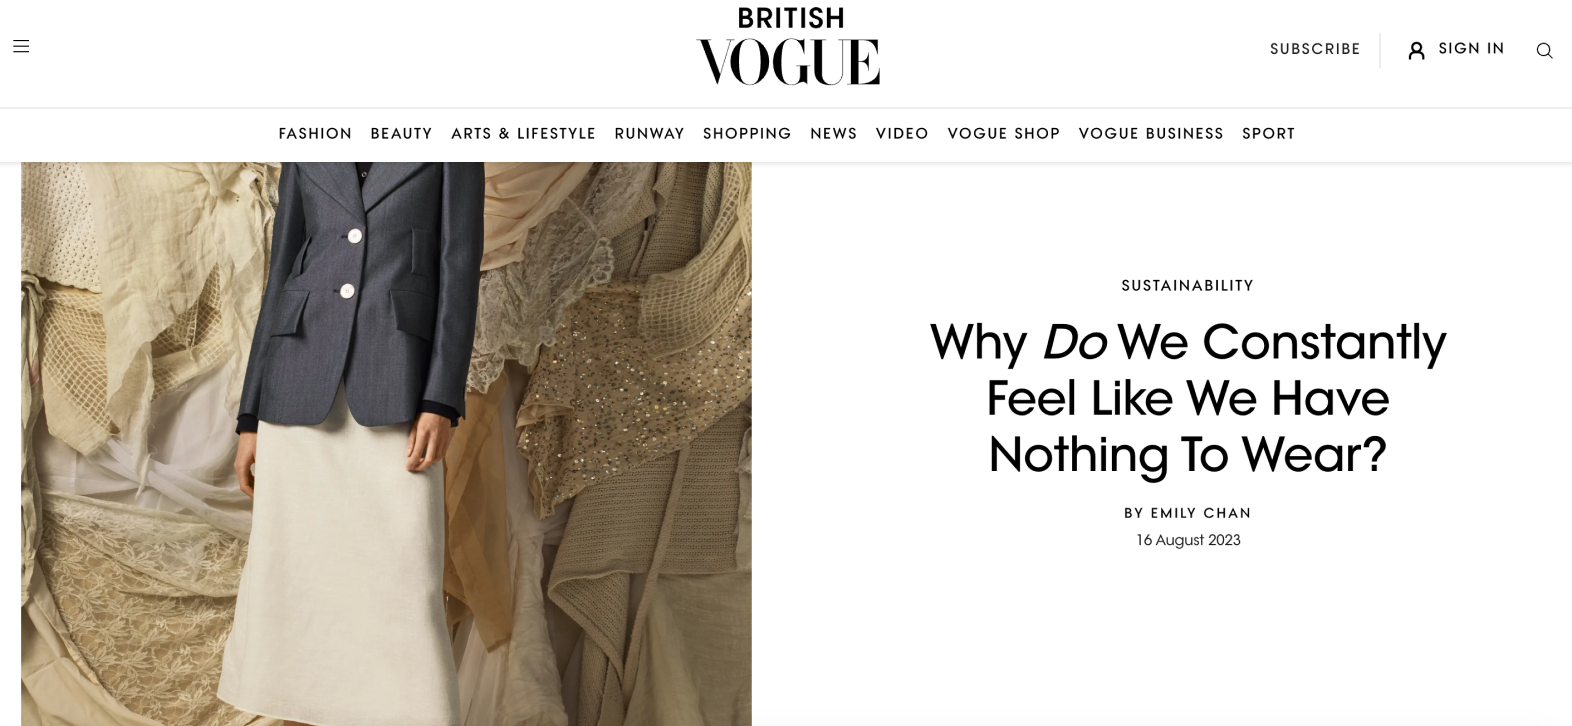 BRITISH
VOGUE
SUBSCRIBE
SIGN IN
FASHION BEAUTY ARTS & LIFESTYLE RUNWAY SHOPPING NEWS VIDEO VOGUE SHOP VOGUE BUSINESS SPORT
SUSTAINABILITY
Why Do We Constantly
Feel Like We Have
Nothing To Wear?
BY EMILY CHAN
16 August 2023